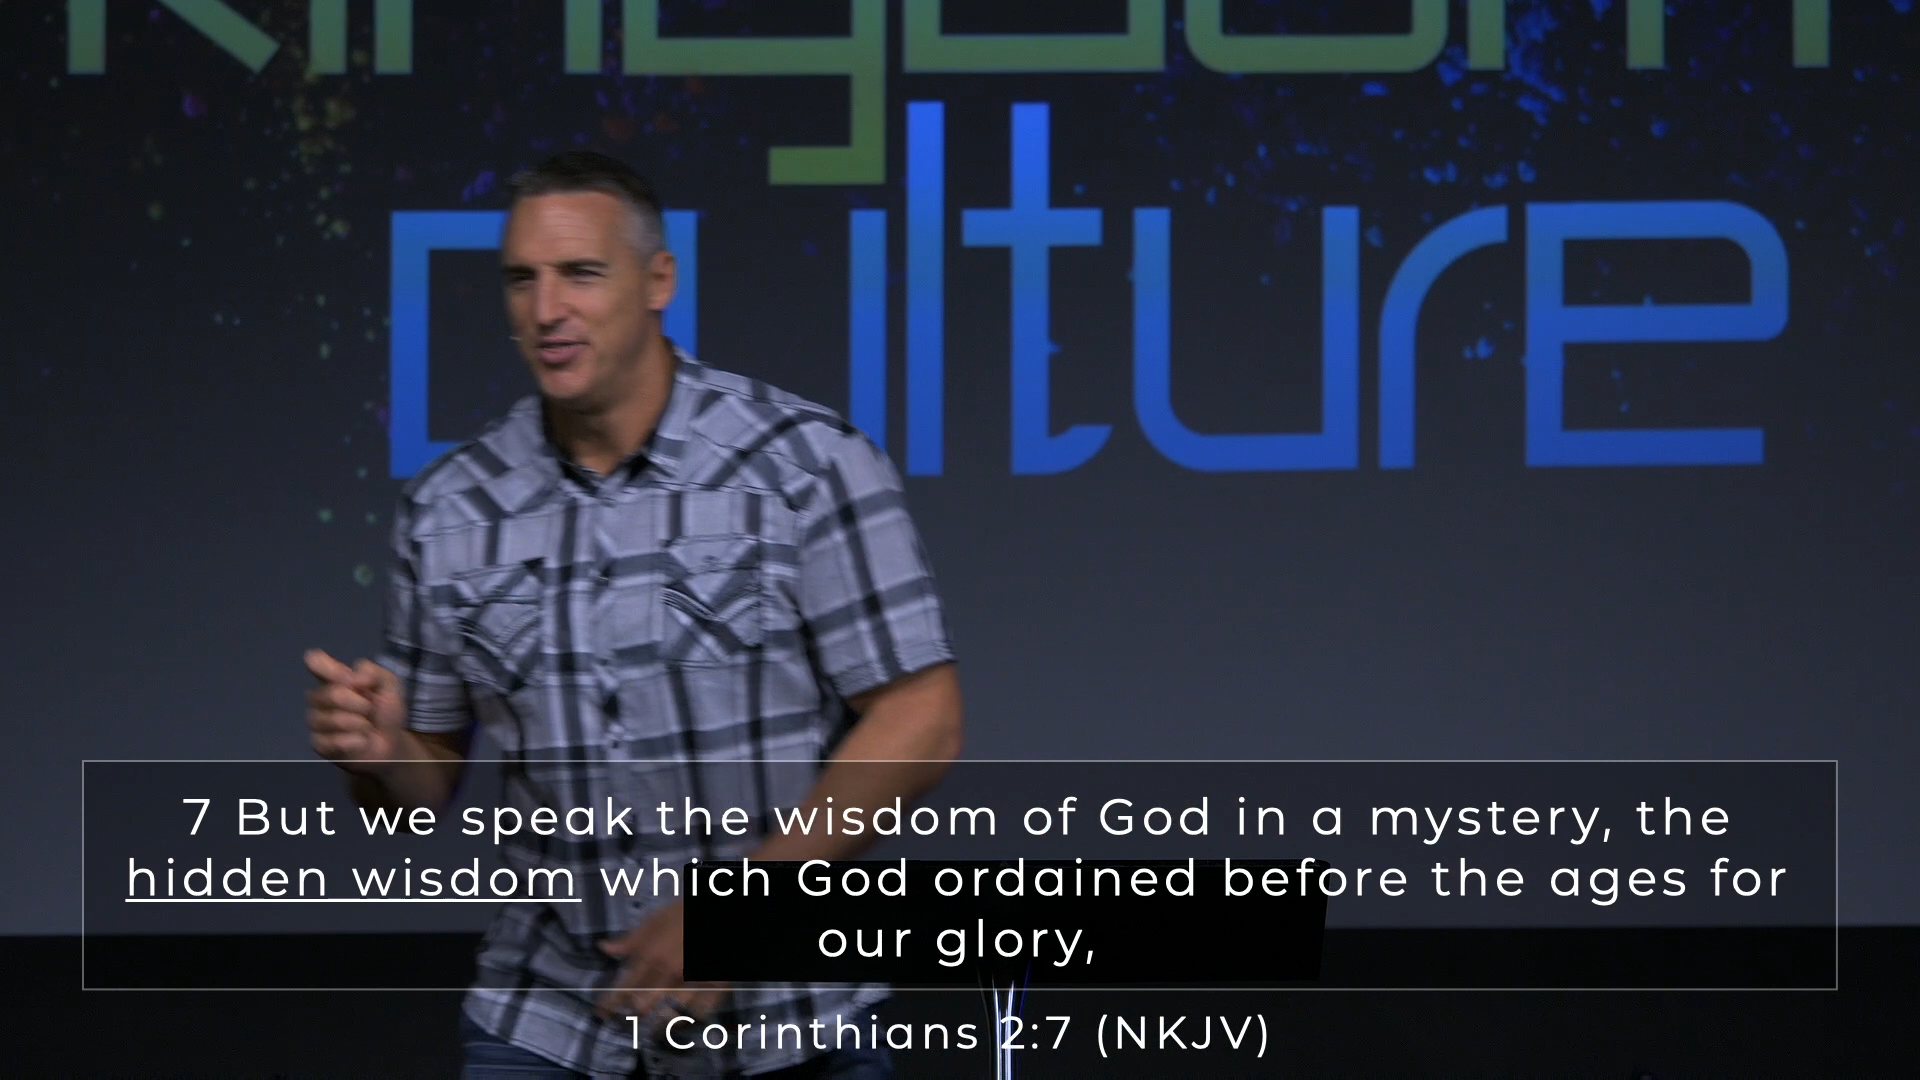 kingdom
culture
7 But we speak the wisdom of God in a mystery, the
hidden wisdom which God ordained before the ages for
our glory,
1 Corinthians 2:7 (NKJV)